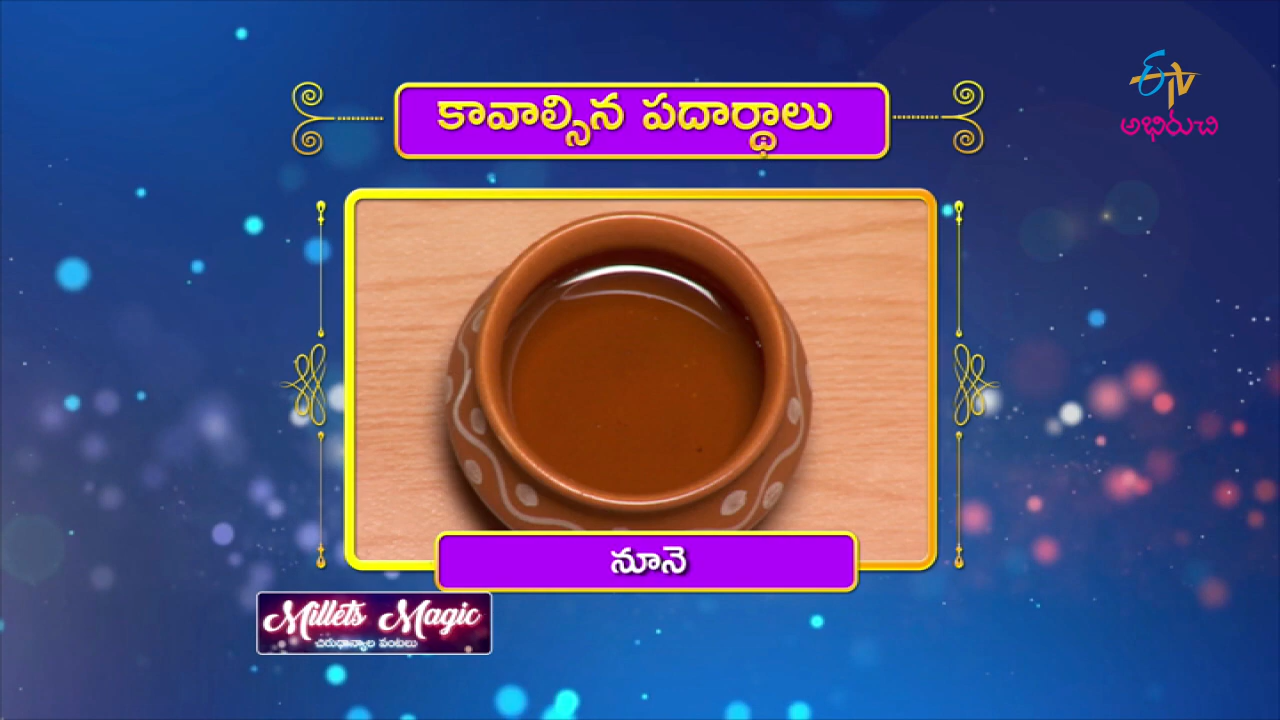 కావాల్సిన పదార్థాలు
ETV
అభిరుచి
నూనె
Millets Magic
చిరుధాన్యాల వంటలు